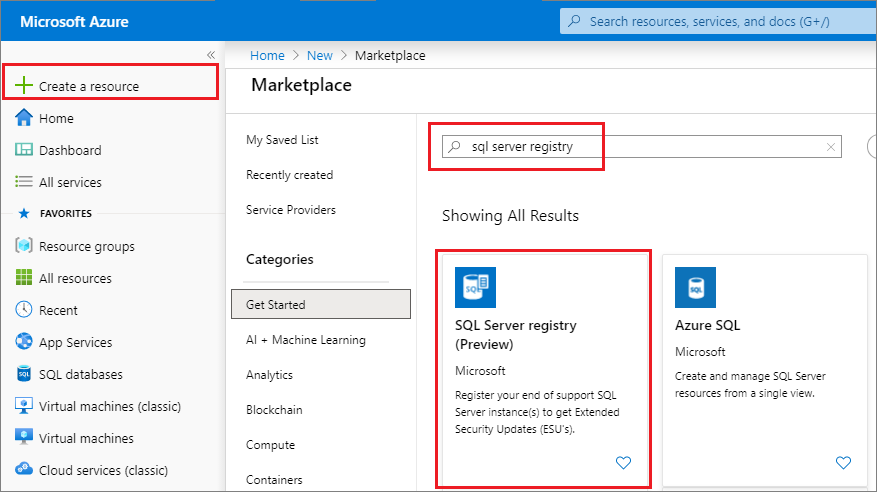 Microsoft Azure
Search resources, services, and docs (G+/)
«
Create a resource
Home
Dashboard
All services
FAVORITES
Resource groups
All resources
Recent
App Services
SQL databases
Virtual machines (classic)
Virtual machines
Cloud services (classic)
Home > New > Marketplace
Marketplace
My Saved List
Recently created
Service Providers
Categories
Get Started
AI + Machine Learning
Analytics
Blockchain
Compute
Containers
sql server registry
Showing All Results
SQL
SQL Server registry
(Preview)
Microsoft
Register your end of support SQL
Server instance(s) to get Extended
Security Updates (ESU's).
SQL
Azure SQL
Microsoft
Create and manage SQL Server
resources from a single view.